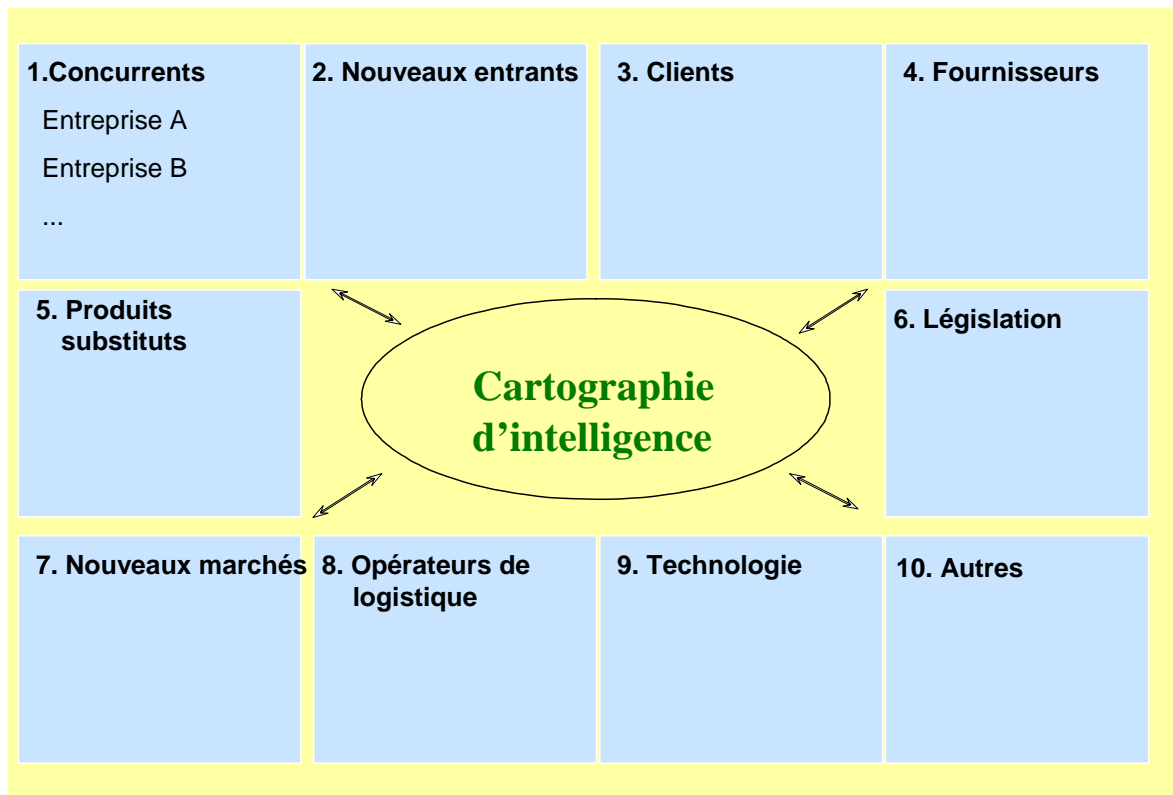 1.Concurrents
Entreprise A
Entreprise B
...
2. Nouveaux entrants
3. Clients
4. Fournisseurs
5. Produits
substituts
Cartographie
d’intelligence
6. Législation
7. Nouveaux marchés
8. Opérateurs de
logistique
9. Technologie
10. Autres